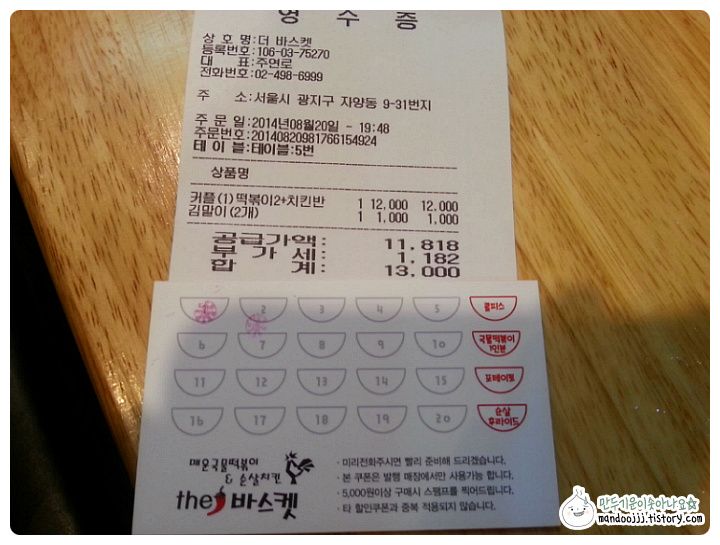 영 수 증
상 호 명:더 바스켓
등록번호:106-03-75270
대 표:주연로
전화번호:02-498-6999
주 소:서울시 광지구 자양동 9-31번지
주 문 일:2014년08월20일 - 19:48
주문번호:20140820981766154924
테 이 블:테이블:5번
상품명
커플(1)떡볶이2+치킨반 1 12,000 12,000
김말이(2개) 1 1,000 1,000
공급가액: 11,818
부 가 세: 1,182
합 계: 13,000
1 2 3 4 5 쿨피스
6 7 8 9 10 국물떡볶이 1인분
11 12 13 14 15 포테이토
16 17 18 19 20 순살 후라이드
매운국물떡볶이
& 순살치킨
the 바스켓
· 미리전화주시면 빨리 준비해 드리겠습니다.
· 본 쿠폰은 발행 매장에서만 사용가능 합니다.
· 5,000원이상 구매시 스탬프를 찍어드립니다.
· 타 할인쿠폰과 중복 적용되지 않습니다.
만두기운이솟아나요
mandoojjj.tistory.com